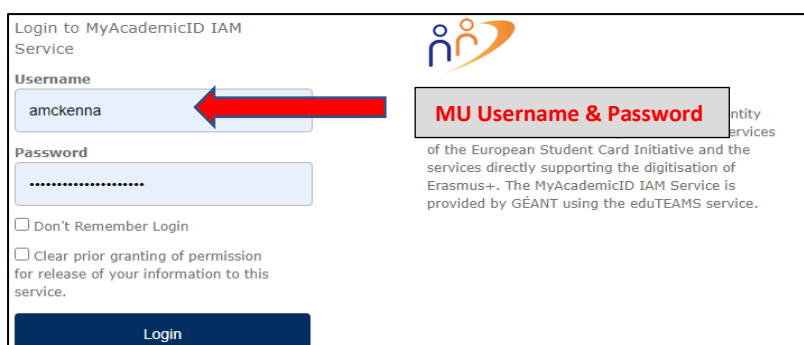 Login to MyAcademicID IAM
Service
Username
amckenna
Password
•••••••••••••••••••••
Don't Remember Login
Clear prior granting of permission
for release of your information to this
service.
Login
MU Username & Password
of the European Student Card Initiative and the
services directly supporting the digitisation of
Erasmus+. The MyAcademicID IAM Service is
provided by GÉANT using the eduTEAMS service.